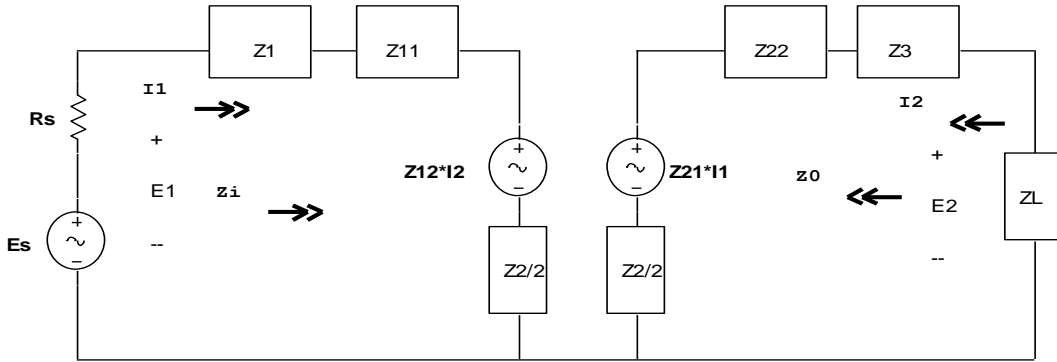 Z1
Z11
Z22
Z3
I1
I2
Rs
+
+
+
+
Z12*I2
Z21*I1
Z0
E1
Zi
E2
ZL
Es
+
--
--
Z2/2
Z2/2